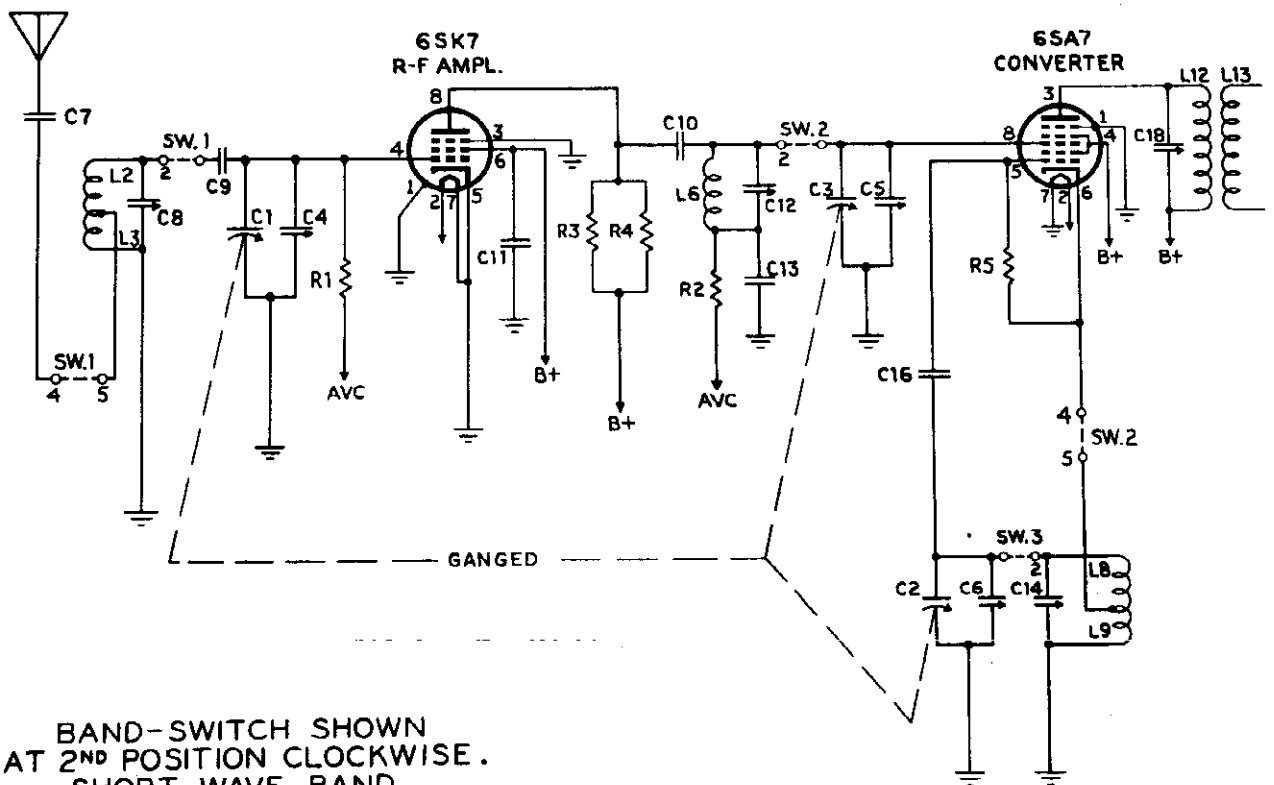 6SK7
R-F AMPL.
6SA7
CONVERTER
C7
SW.1
2
C9
L2
C8
L3
C1
C4
R1
AVC
SW.1
4 5
8
4
3
6
1
2 7 5
C11
B+
R3
R4
B+
C10
L6
C12
C13
R2
AVC
SW.2
2
C3
C5
3
8
5
1
4
7 2 6
R5
B+
C18
B+
L12
L13
C16
4
SW.2
5
GANGED
SW.3
2
C2
C6
C14
L8
L9
BAND-SWITCH SHOWN
AT 2ND POSITION CLOCKWISE.
SHORT WAVE BAND